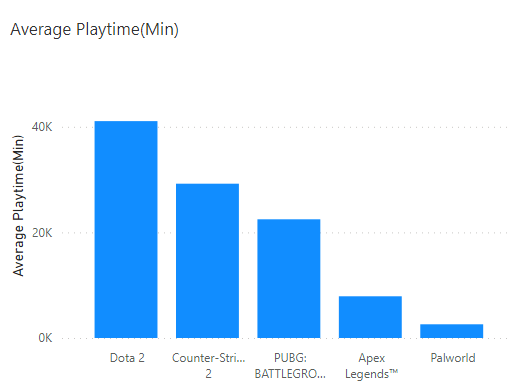 Average Playtime(Min)
Average Playtime(Min)
40K
20K
0K
Dota 2
Counter-Stri...
2
PUBG:
BATTLEGRO...
Apex
Legends™
Palworld